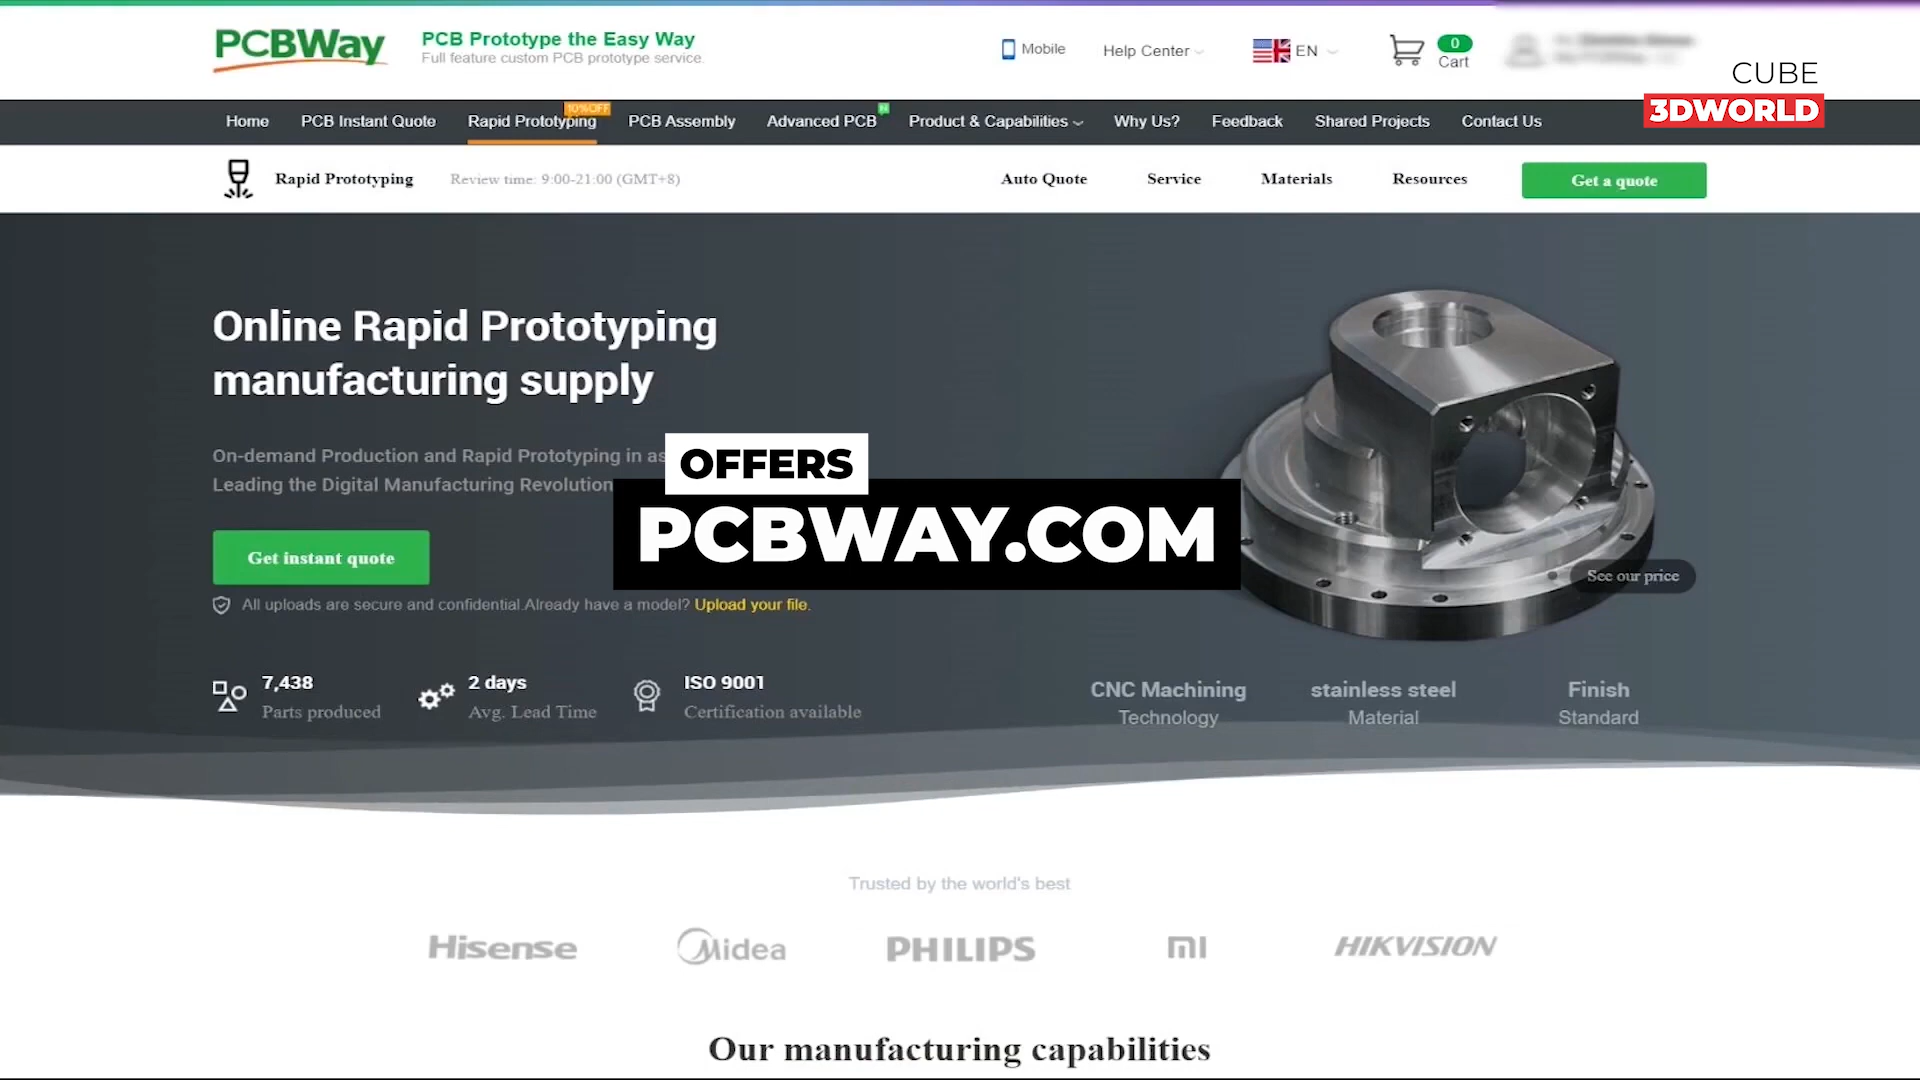 PCBWay
PCB Prototype the Easy Way
Full feature custom PCB prototype service.
Mobile
Help Center
EN
0
Cart
CUBE
3DWORLD
Home
PCB Instant Quote
Rapid Prototyping
10%OFF
PCB Assembly
Advanced PCB
Product & Capabilities
Why Us?
Feedback
Shared Projects
Contact Us
Rapid Prototyping
Review time: 9:00-21:00 (GMT+8)
Auto Quote
Service
Materials
Resources
Get a quote
Online Rapid Prototyping
manufacturing supply
On-demand Production and Rapid Prototyping in as
Leading the Digital Manufacturing Revolution
OFFERS
PCBWAY.COM
Get instant quote
See our price
All uploads are secure and confidential.Already have a model? Upload your file.
7,438
Parts produced
2 days
Avg. Lead Time
ISO 9001
Certification available
CNC Machining
Technology
stainless steel
Material
Finish
Standard
Trusted by the world's best
Hisense
Midea
PHILIPS
MI
HIKVISION
Our manufacturing capabilities